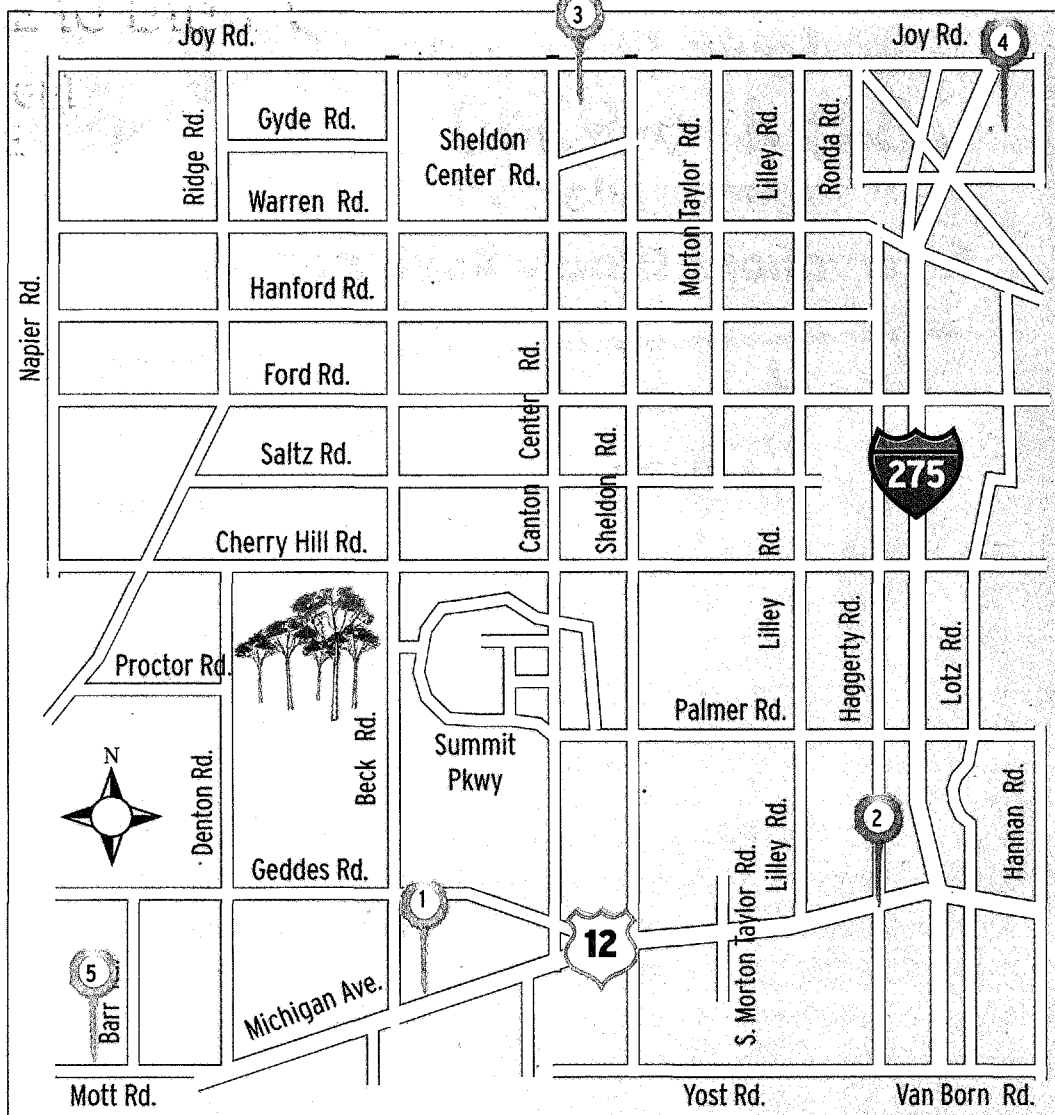 3
Joy Rd.
Joy Rd.
4
Gyde Rd.
Ridge Rd.
Sheldon
Center Rd.
Morton Taylor Rd.
Lilley Rd.
Ronda Rd.
Warren Rd.
Hanford Rd.
Napier Rd.
Ford Rd.
Canton Center Rd.
Saltz Rd.
Sheldon Rd.
275
Cherry Hill Rd.
Lilley Rd.
Haggerty Rd.
Lotz Rd.
Proctor Rd.
Palmer Rd.
N
Denton Rd.
Beck Rd.
Summit
Pkwy
Lilley Rd.
2
Hannan Rd.
Geddes Rd.
1
12
S. Morton Taylor Rd.
5
Barr
Michigan Ave.
Mott Rd.
Yost Rd.
Van Born Rd.